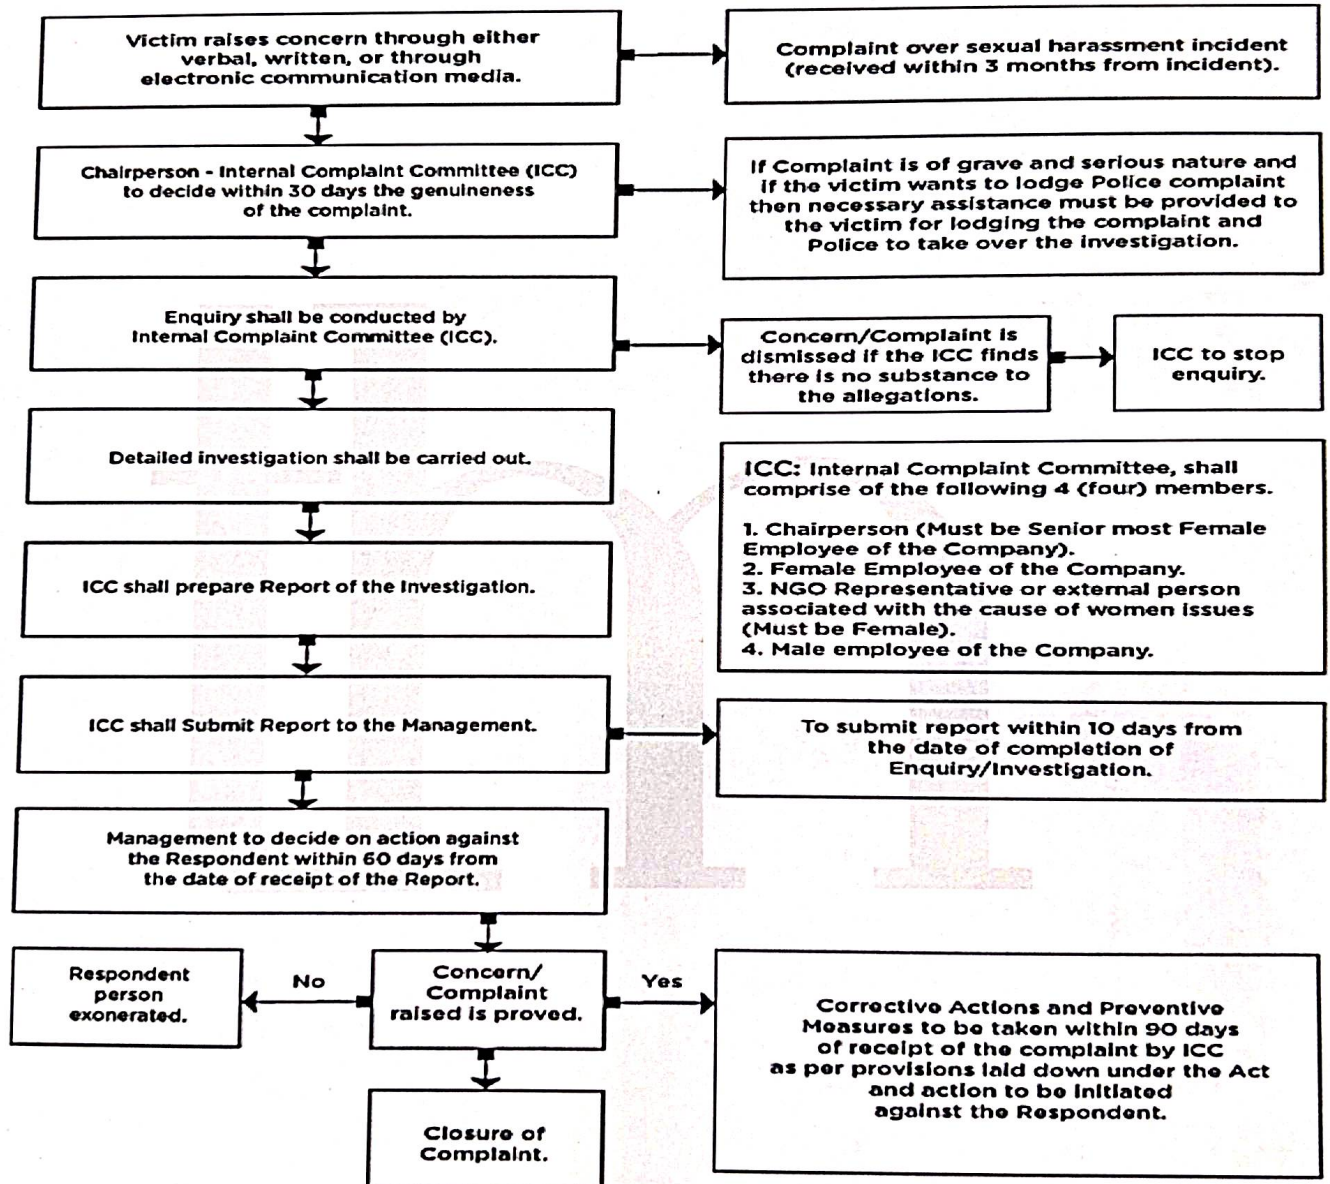 Victim raises concern through either
verbal, written, or through
electronic communication media.
Complaint over sexual harassment incident
(received within 3 months from incident).
Chairperson - Internal Complaint Committee (ICC)
to decide within 30 days the genuineness
of the complaint.
If Complaint is of grave and serious nature and
if the victim wants to lodge Police complaint
then necessary assistance must be provided to
the victim for lodging the complaint and
Police to take over the investigation.
Enquiry shall be conducted by
Internal Complaint Committee (ICC).
Concern/Complaint is
dismissed if the ICC finds
there is no substance to
the allegations.
ICC to stop
enquiry.
Detailed investigation shall be carried out.
ICC: Internal Complaint Committee, shall
comprise of the following 4 (four) members.
1. Chairperson (Must be Senior most Female
Employee of the Company).
2. Female Employee of the Company.
3. NGO Representative or external person
associated with the cause of women issues
(Must be Female).
4. Male employee of the Company.
ICC shall prepare Report of the Investigation.
ICC shall Submit Report to the Management.
To submit report within 10 days from
the date of completion of
Enquiry/Investigation.
Management to decide on action against
the Respondent within 60 days from
the date of receipt of the Report.
Respondent
person
exonerated.
No
Concern/
Complaint
raised is proved.
Yes
Corrective Actions and Preventive
Measures to be taken within 90 days
of receipt of the complaint by ICC
as per provisions laid down under the Act
and action to be initiated
against the Respondent.
Closure of
Complaint.